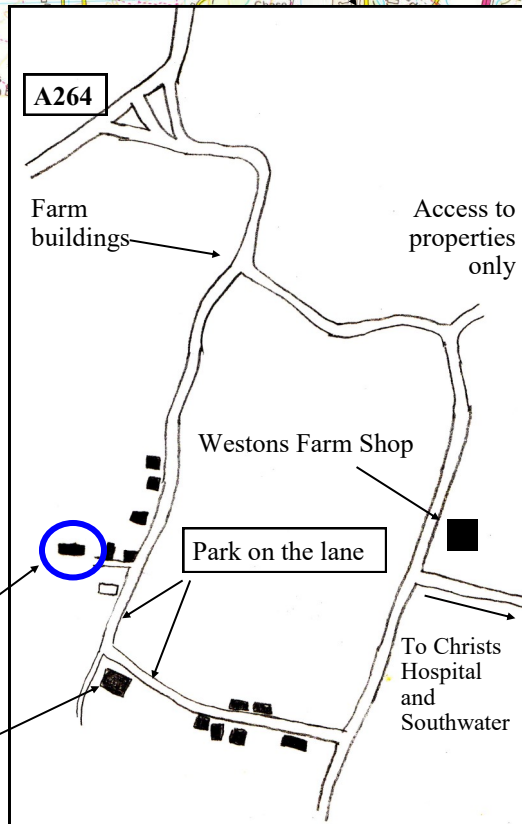 A264
Farm
buildings
Access to
properties
only
Westons Farm Shop
Park on the lane
To Christs
Hospital
and
Southwater